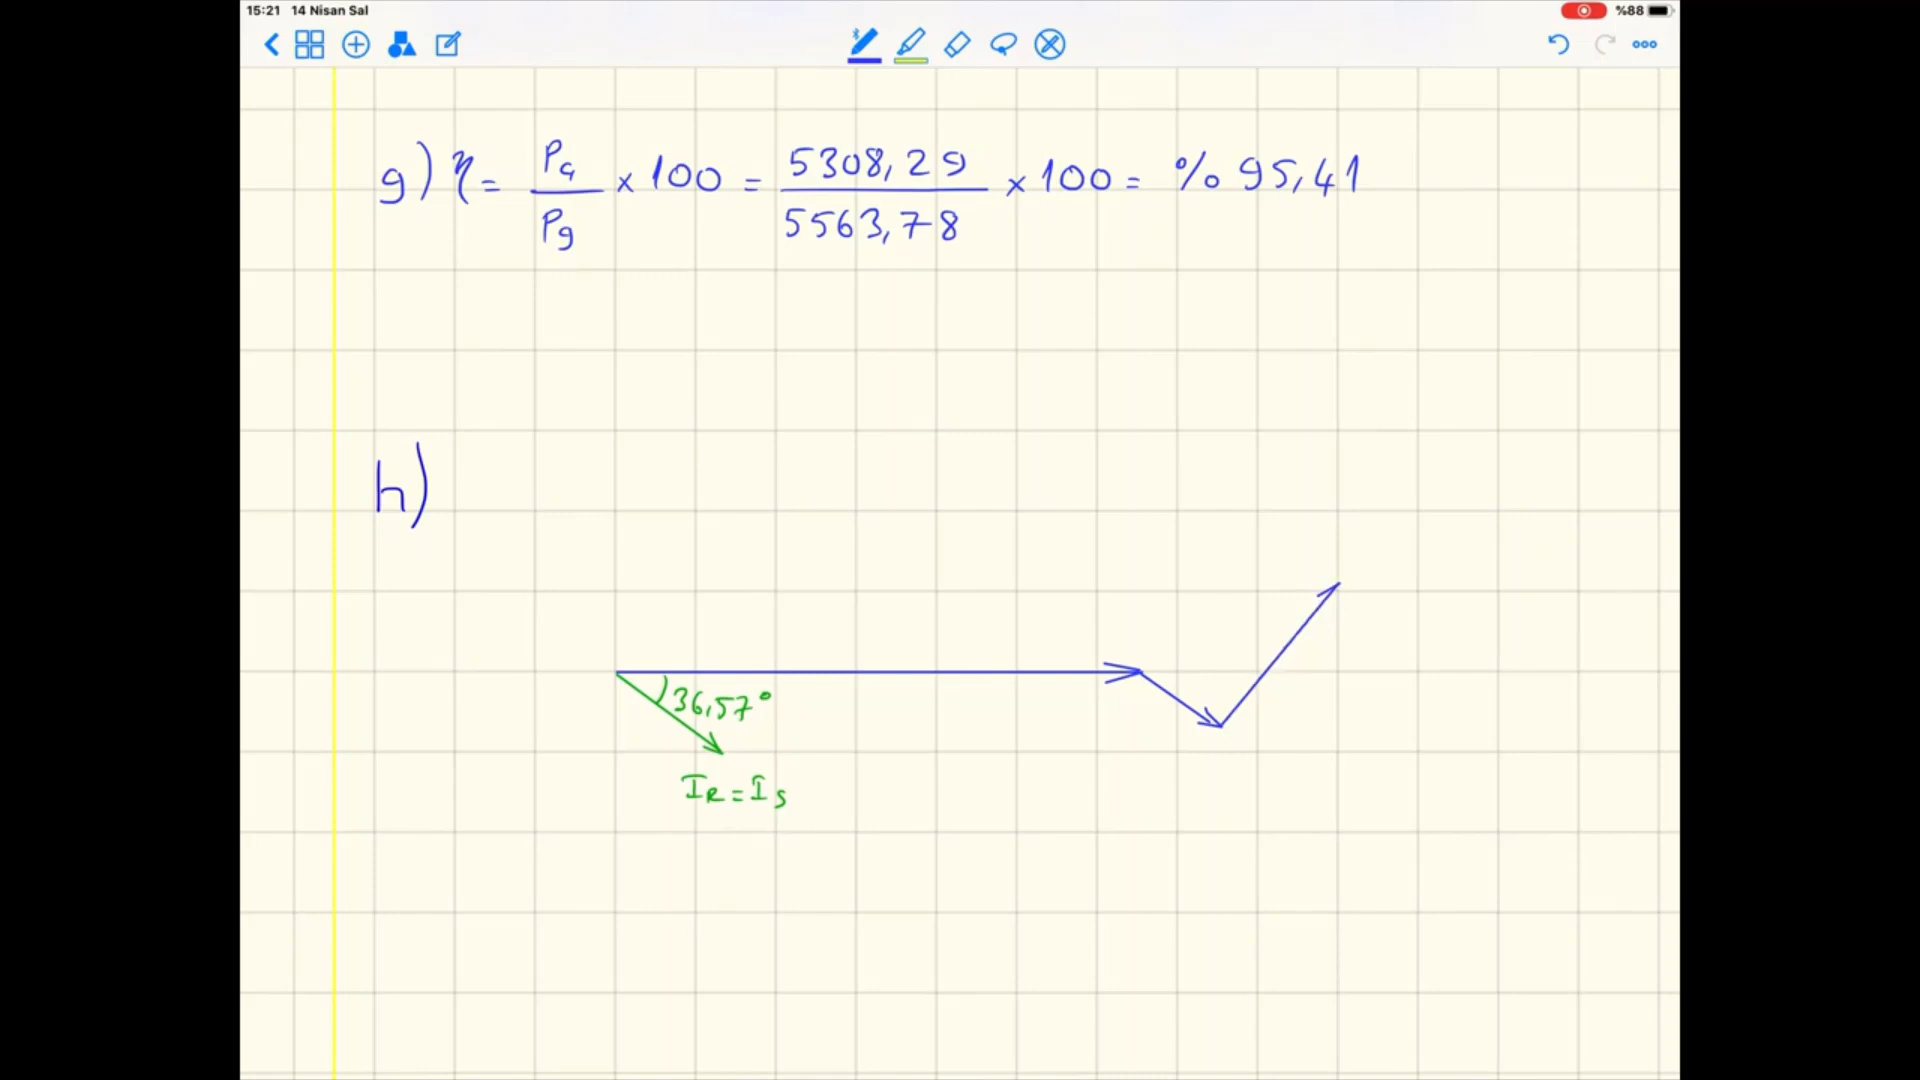 15:21 14 Nisan Sal %88
g) η = Pa / Pg x 100 = 5308,29 / 5563,78 x 100 = % 95,41
h)
36,57°
IR = IS